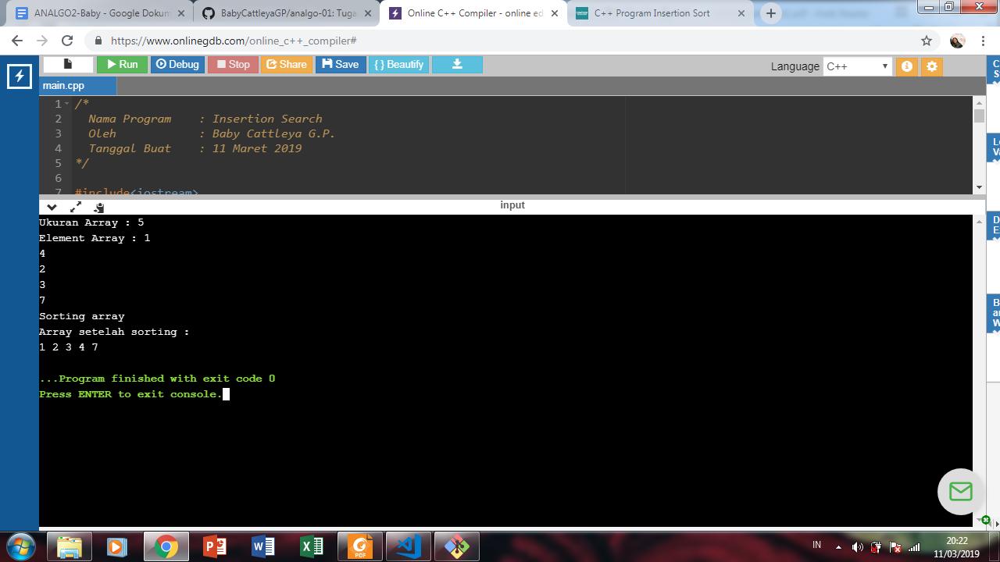 ANALGO2-Baby - Google Dokum
BabyCattleyaGP/analgo-01: Tuga
Online C++ Compiler - online ed
C++ Program Insertion Sort
https://www.onlinegdb.com/online_c++_compiler#
Run Debug Stop Share Save { } Beautify
Language C++
main.cpp
1 /*
2 Nama Program : Insertion Search
3 Oleh : Baby Cattleya G.P.
4 Tanggal Buat : 11 Maret 2019
5 */
6
7 #include<iostream>
input
Ukuran Array : 5
Element Array : 1
4
2
3
7
Sorting array
Array setelah sorting :
1 2 3 4 7
...Program finished with exit code 0
Press ENTER to exit console.
IN
20:22
11/03/2019